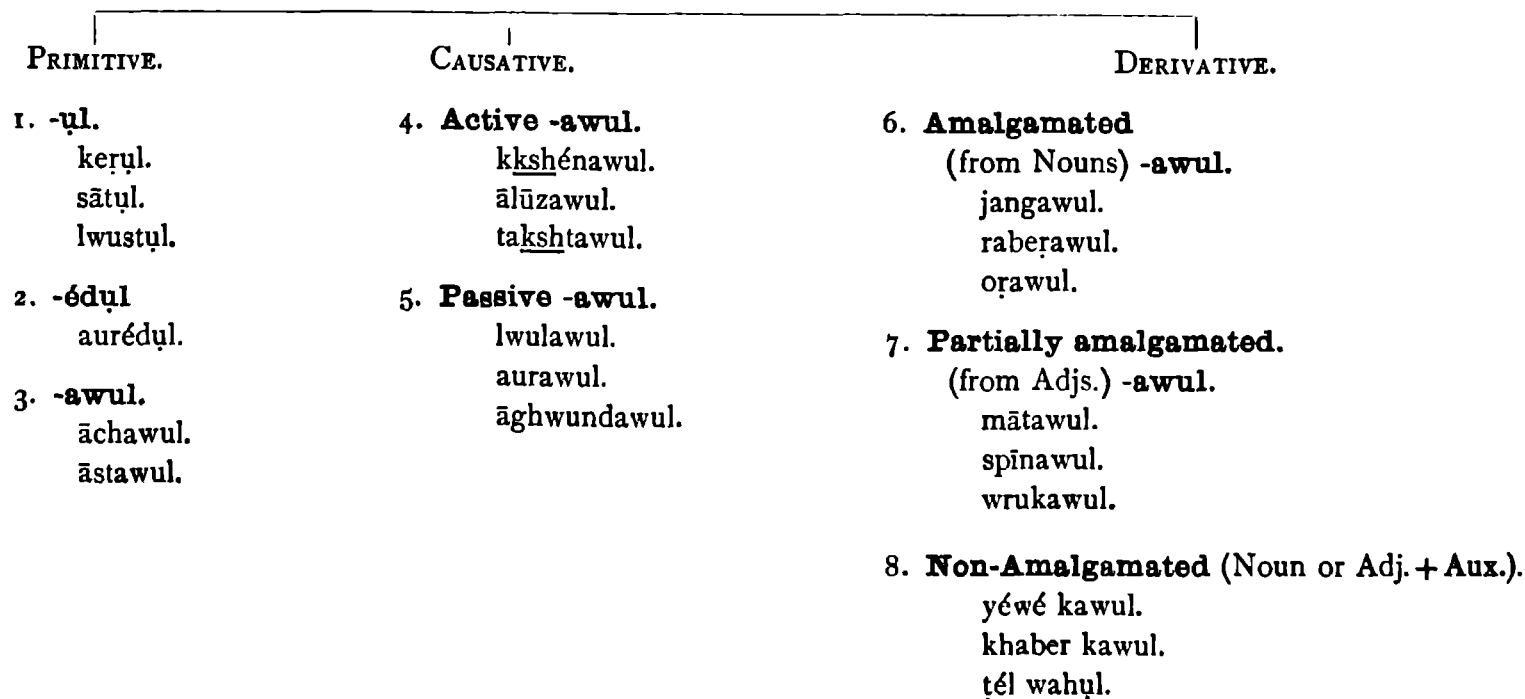 PRIMITIVE.
1. -ụl.
keṛụl.
sātụl.
lwustụl.
2. -édụl
aurédụl.
3. -awul.
āchawul.
āstawul.
CAUSATIVE.
4. Active -awul.
kkshénawul.
ālūzawul.
takshtawul.
5. Passive -awul.
lwulawul.
aurawul.
āghwundawul.
DERIVATIVE.
6. Amalgamated
(from Nouns) -awul.
jangawul.
rabeṛawul.
oṛawul.
7. Partially amalgamated.
(from Adjs.) -awul.
mātawul.
spīnawul.
wrukawul.
8. Non-Amalgamated (Noun or Adj. + Aux.).
yéwé kawul.
khaber kawul.
ṭél wahụl.